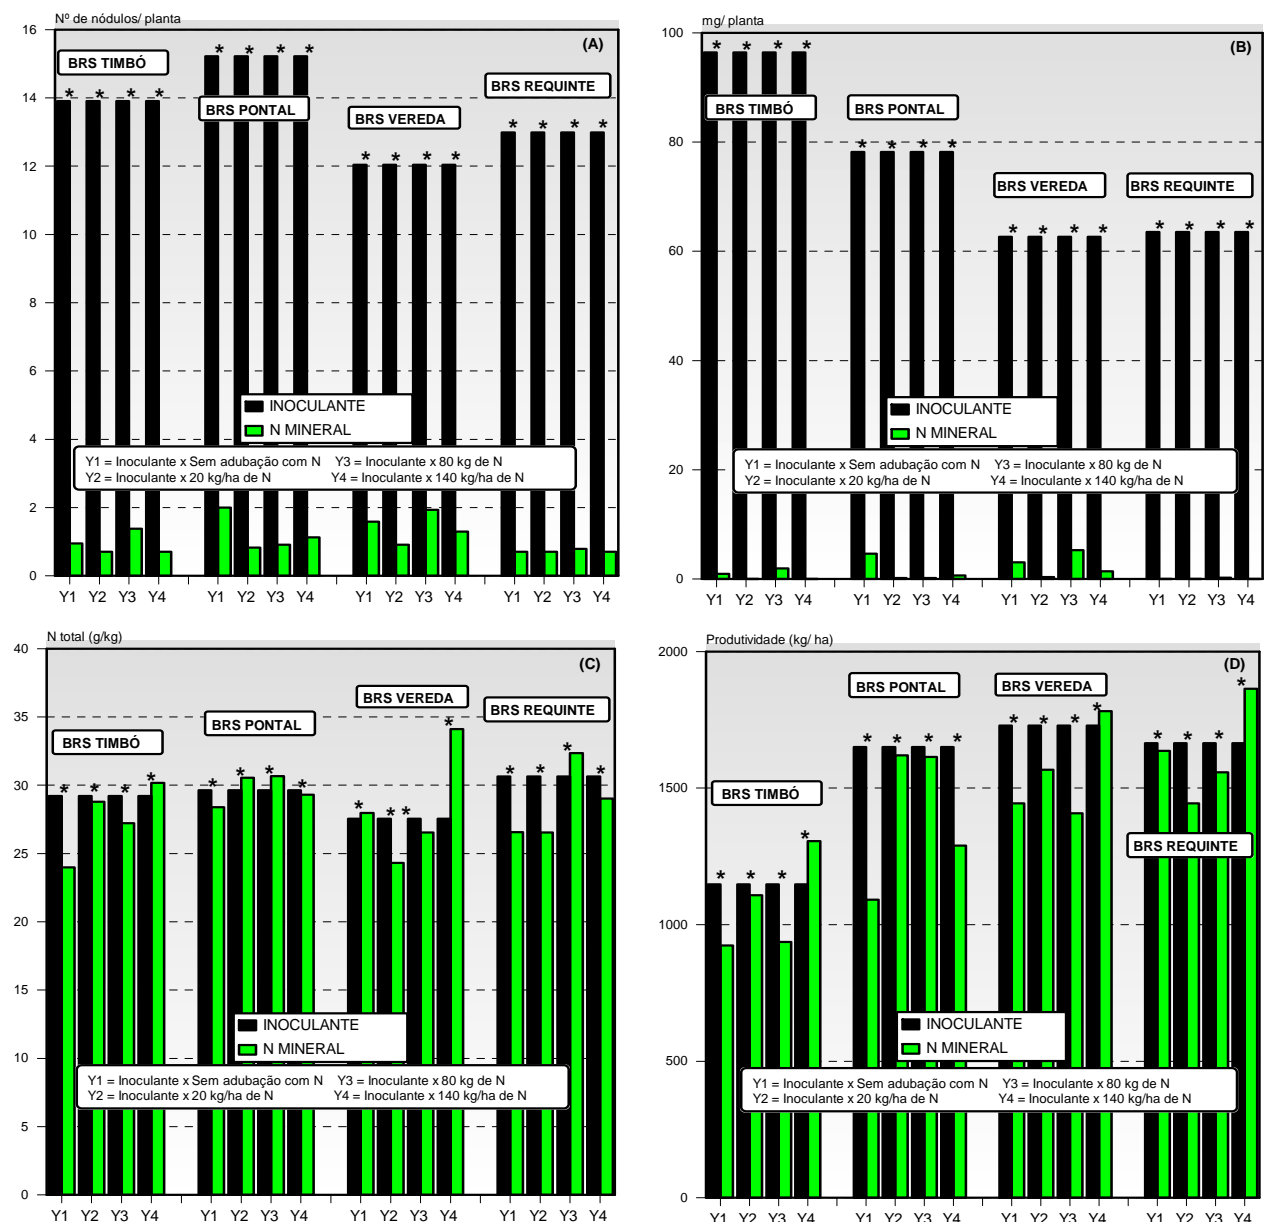 Nº de nódulos/ planta
16
14
12
10
8
6
4
2
0
(A)
BRS TIMBÓ
BRS PONTAL
BRS VEREDA
BRS REQUINTE
* * * * * * * * * * * * * * * *
INOCULANTE
N MINERAL
Y1 = Inoculante x Sem adubação com N Y3 = Inoculante x 80 kg de N
Y2 = Inoculante x 20 kg/ha de N Y4 = Inoculante x 140 kg/ha de N
Y1 Y2 Y3 Y4 Y1 Y2 Y3 Y4 Y1 Y2 Y3 Y4 Y1 Y2 Y3 Y4
mg/ planta
100
80
60
40
20
0
(B)
BRS TIMBÓ
BRS PONTAL
BRS VEREDA
BRS REQUINTE
* * * * * * * * * * * * * * * *
INOCULANTE
N MINERAL
Y1 = Inoculante x Sem adubação com N Y3 = Inoculante x 80 kg de N
Y2 = Inoculante x 20 kg/ha de N Y4 = Inoculante x 140 kg/ha de N
Y1 Y2 Y3 Y4 Y1 Y2 Y3 Y4 Y1 Y2 Y3 Y4 Y1 Y2 Y3 Y4
N total (g/kg)
40
35
30
25
20
15
10
5
0
(C)
BRS TIMBÓ
BRS PONTAL
BRS VEREDA
BRS REQUINTE
* * * * * * * * * * * * * * * *
INOCULANTE
N MINERAL
Y1 = Inoculante x Sem adubação com N Y3 = Inoculante x 80 kg de N
Y2 = Inoculante x 20 kg/ha de N Y4 = Inoculante x 140 kg/ha de N
Y1 Y2 Y3 Y4 Y1 Y2 Y3 Y4 Y1 Y2 Y3 Y4 Y1 Y2 Y3 Y4
Produtividade (kg/ ha)
2000
1500
1000
500
0
(D)
BRS TIMBÓ
BRS PONTAL
BRS VEREDA
BRS REQUINTE
* * * * * * * * * * * * * * * *
INOCULANTE
N MINERAL
Y1 = Inoculante x Sem adubação com N Y3 = Inoculante x 80 kg de N
Y2 = Inoculante x 20 kg/ha de N Y4 = Inoculante x 140 kg/ha de N
Y1 Y2 Y3 Y4 Y1 Y2 Y3 Y4 Y1 Y2 Y3 Y4 Y1 Y2 Y3 Y4